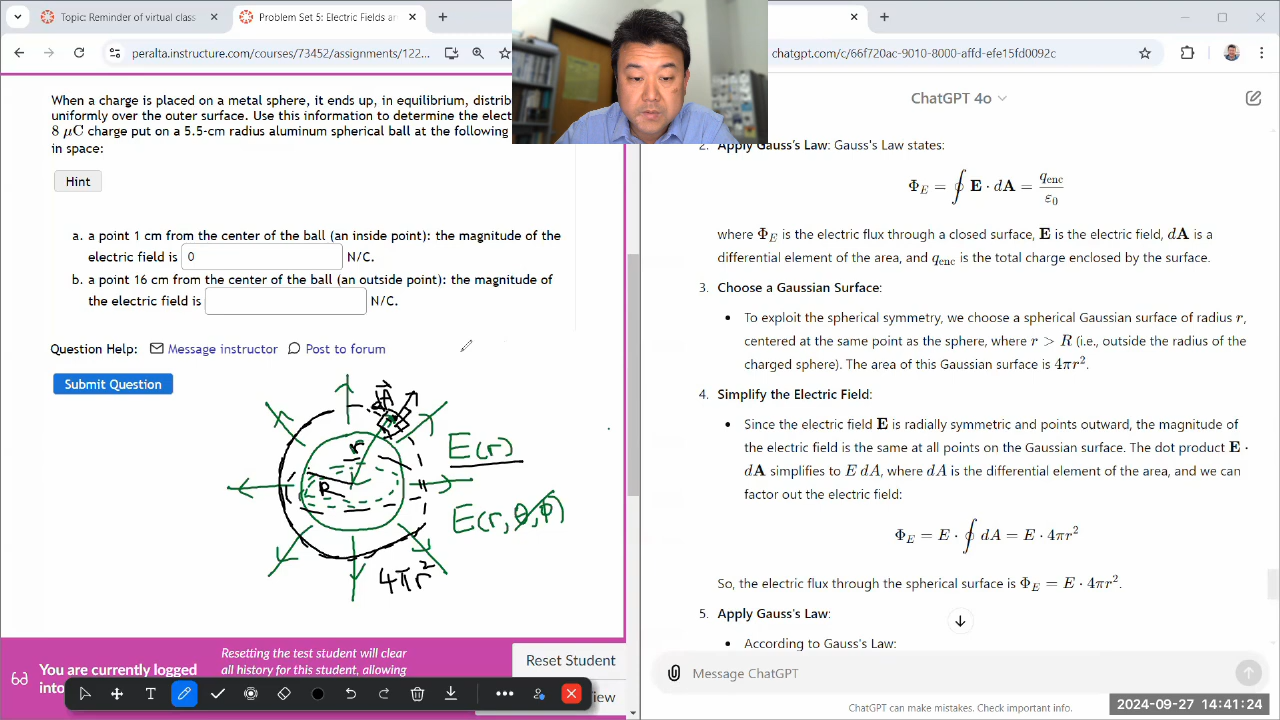 Topic: Reminder of virtual class
Problem Set 5: Electric Fields an
peralta.instructure.com/courses/73452/assignments/122
chatgpt.com/c/66f720ac-9010-8000-affd-efe15fd0092c
When a charge is placed on a metal sphere, it ends up, in equilibrium, distrib
uniformly over the outer surface. Use this information to determine the elect
8 μC charge put on a 5.5-cm radius aluminum spherical ball at the following
in space:
Hint
a. a point 1 cm from the center of the ball (an inside point): the magnitude of the
electric field is 0 N/C.
b. a point 16 cm from the center of the ball (an outside point): the magnitude of
the electric field is N/C.
Question Help: Message instructor Post to forum
Submit Question
dA
r
E(r)
R
E(r, θ, φ)
4πr²
You are currently logged
into
Resetting the test student will clear
all history for this student, allowing
Reset Student
iew
ChatGPT 4o
2. Apply Gauss's Law: Gauss's Law states:
Φ_E = ∮ E · dA = q_enc / ε₀
where Φ_E is the electric flux through a closed surface, E is the electric field, dA is a
differential element of the area, and q_enc is the total charge enclosed by the surface.
3. Choose a Gaussian Surface:
• To exploit the spherical symmetry, we choose a spherical Gaussian surface of radius r,
centered at the same point as the sphere, where r > R (i.e., outside the radius of the
charged sphere). The area of this Gaussian surface is 4πr².
4. Simplify the Electric Field:
• Since the electric field E is radially symmetric and points outward, the magnitude of
the electric field is the same at all points on the Gaussian surface. The dot product E ·
dA simplifies to E dA, where dA is the differential element of the area, and we can
factor out the electric field:
Φ_E = E · ∮ dA = E · 4πr²
So, the electric flux through the spherical surface is Φ_E = E · 4πr².
5. Apply Gauss's Law:
• According to Gauss's Law:
Message ChatGPT
ChatGPT can make mistakes. Check important info.
2024-09-27 14:41:24